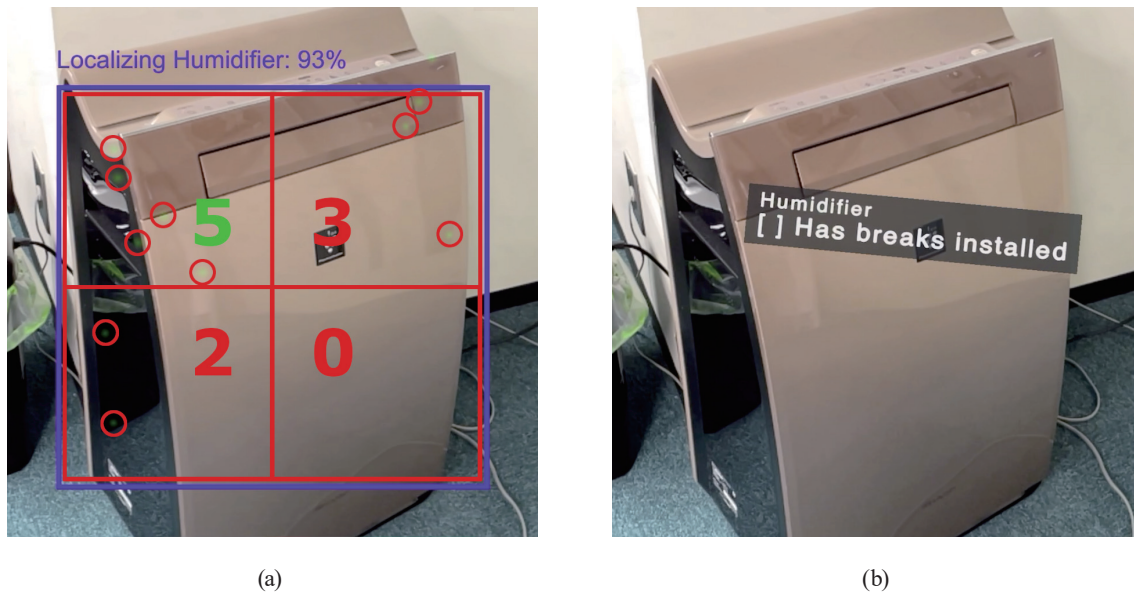 Localizing Humidifier: 93%
5 3
2 0
Humidifier
[ ] Has breaks installed
(a) (b)